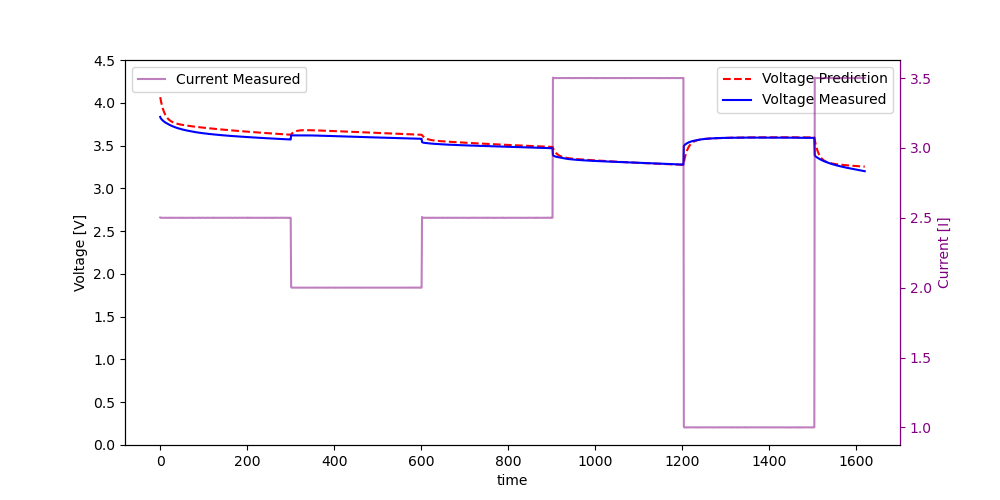 Current Measured
Voltage Prediction
Voltage Measured
4.5
4.0
3.5
3.0
2.5
2.0
1.5
1.0
0.5
0.0
Voltage [V]
3.5
3.0
2.5
2.0
1.5
1.0
Current [I]
0 200 400 600 800 1000 1200 1400 1600
time